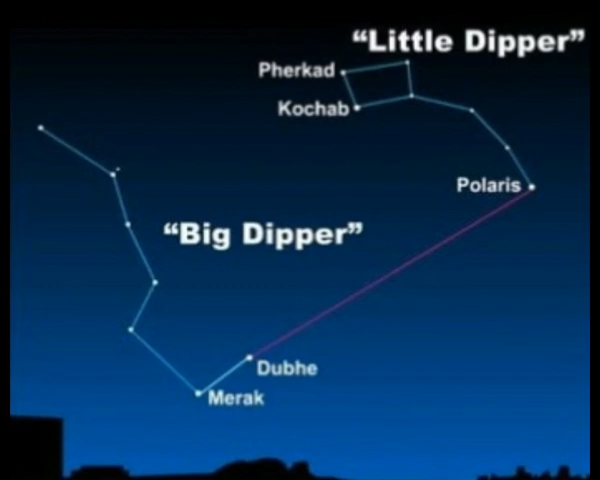 “Little Dipper”
Pherkad
Kochab
Polaris
“Big Dipper”
Dubhe
Merak